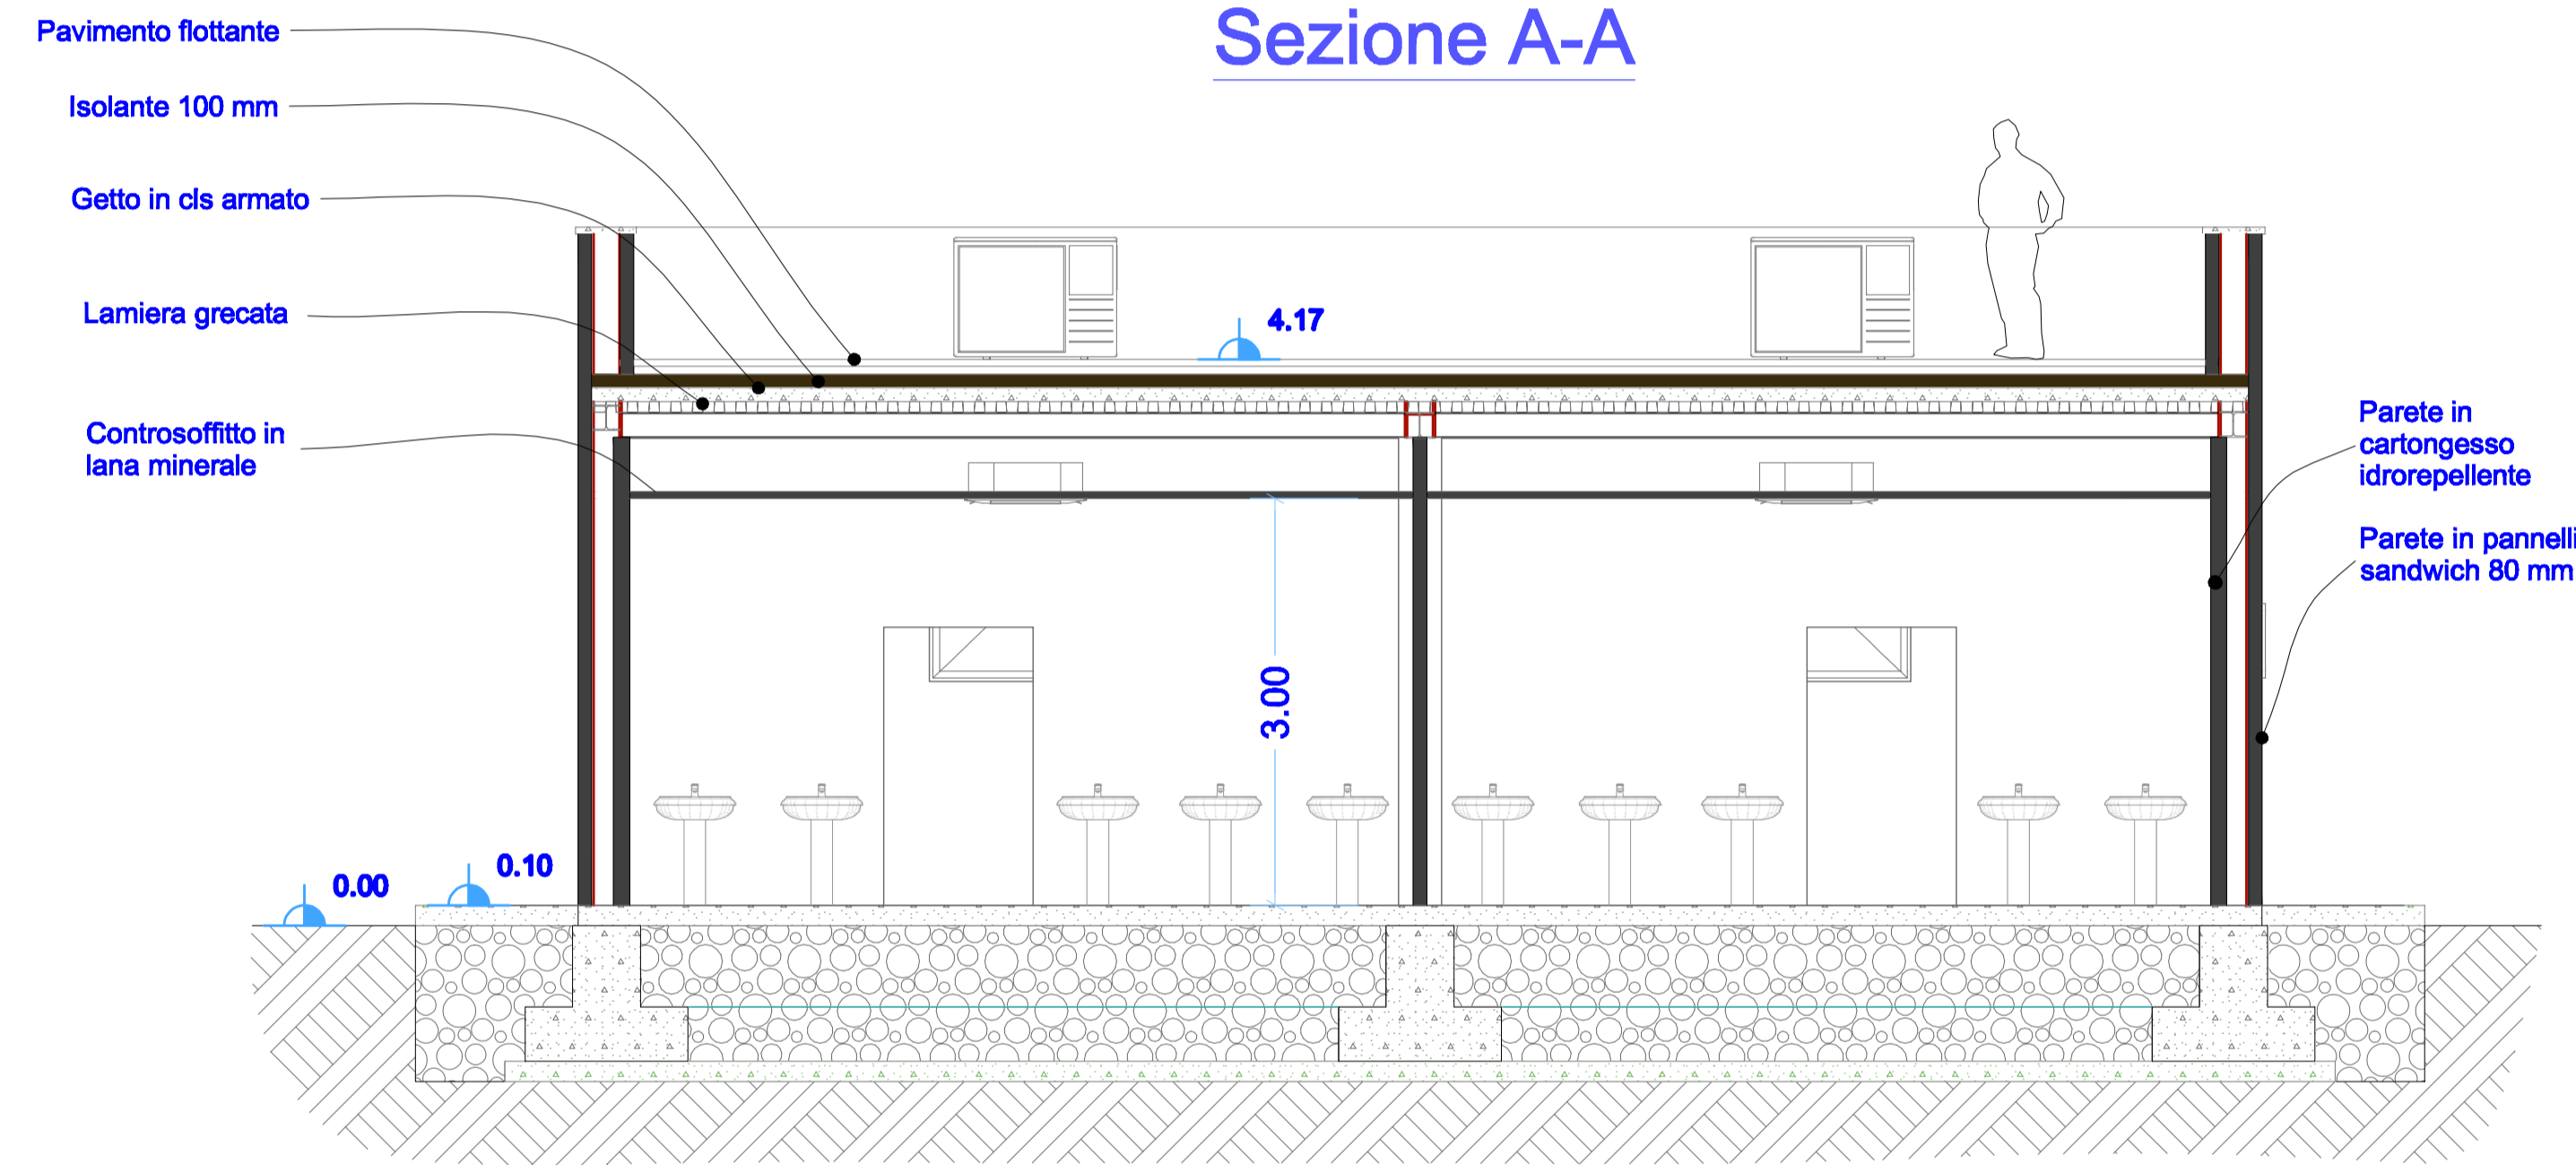 Sezione A-A
Pavimento flottante
Isolante 100 mm
Getto in cls armato
Lamiera grecata
Controsoffitto in
lana minerale
4.17
Parete in
cartongesso
idrorepellente
Parete in pannelli
sandwich 80 mm
3.00
0.00
0.10